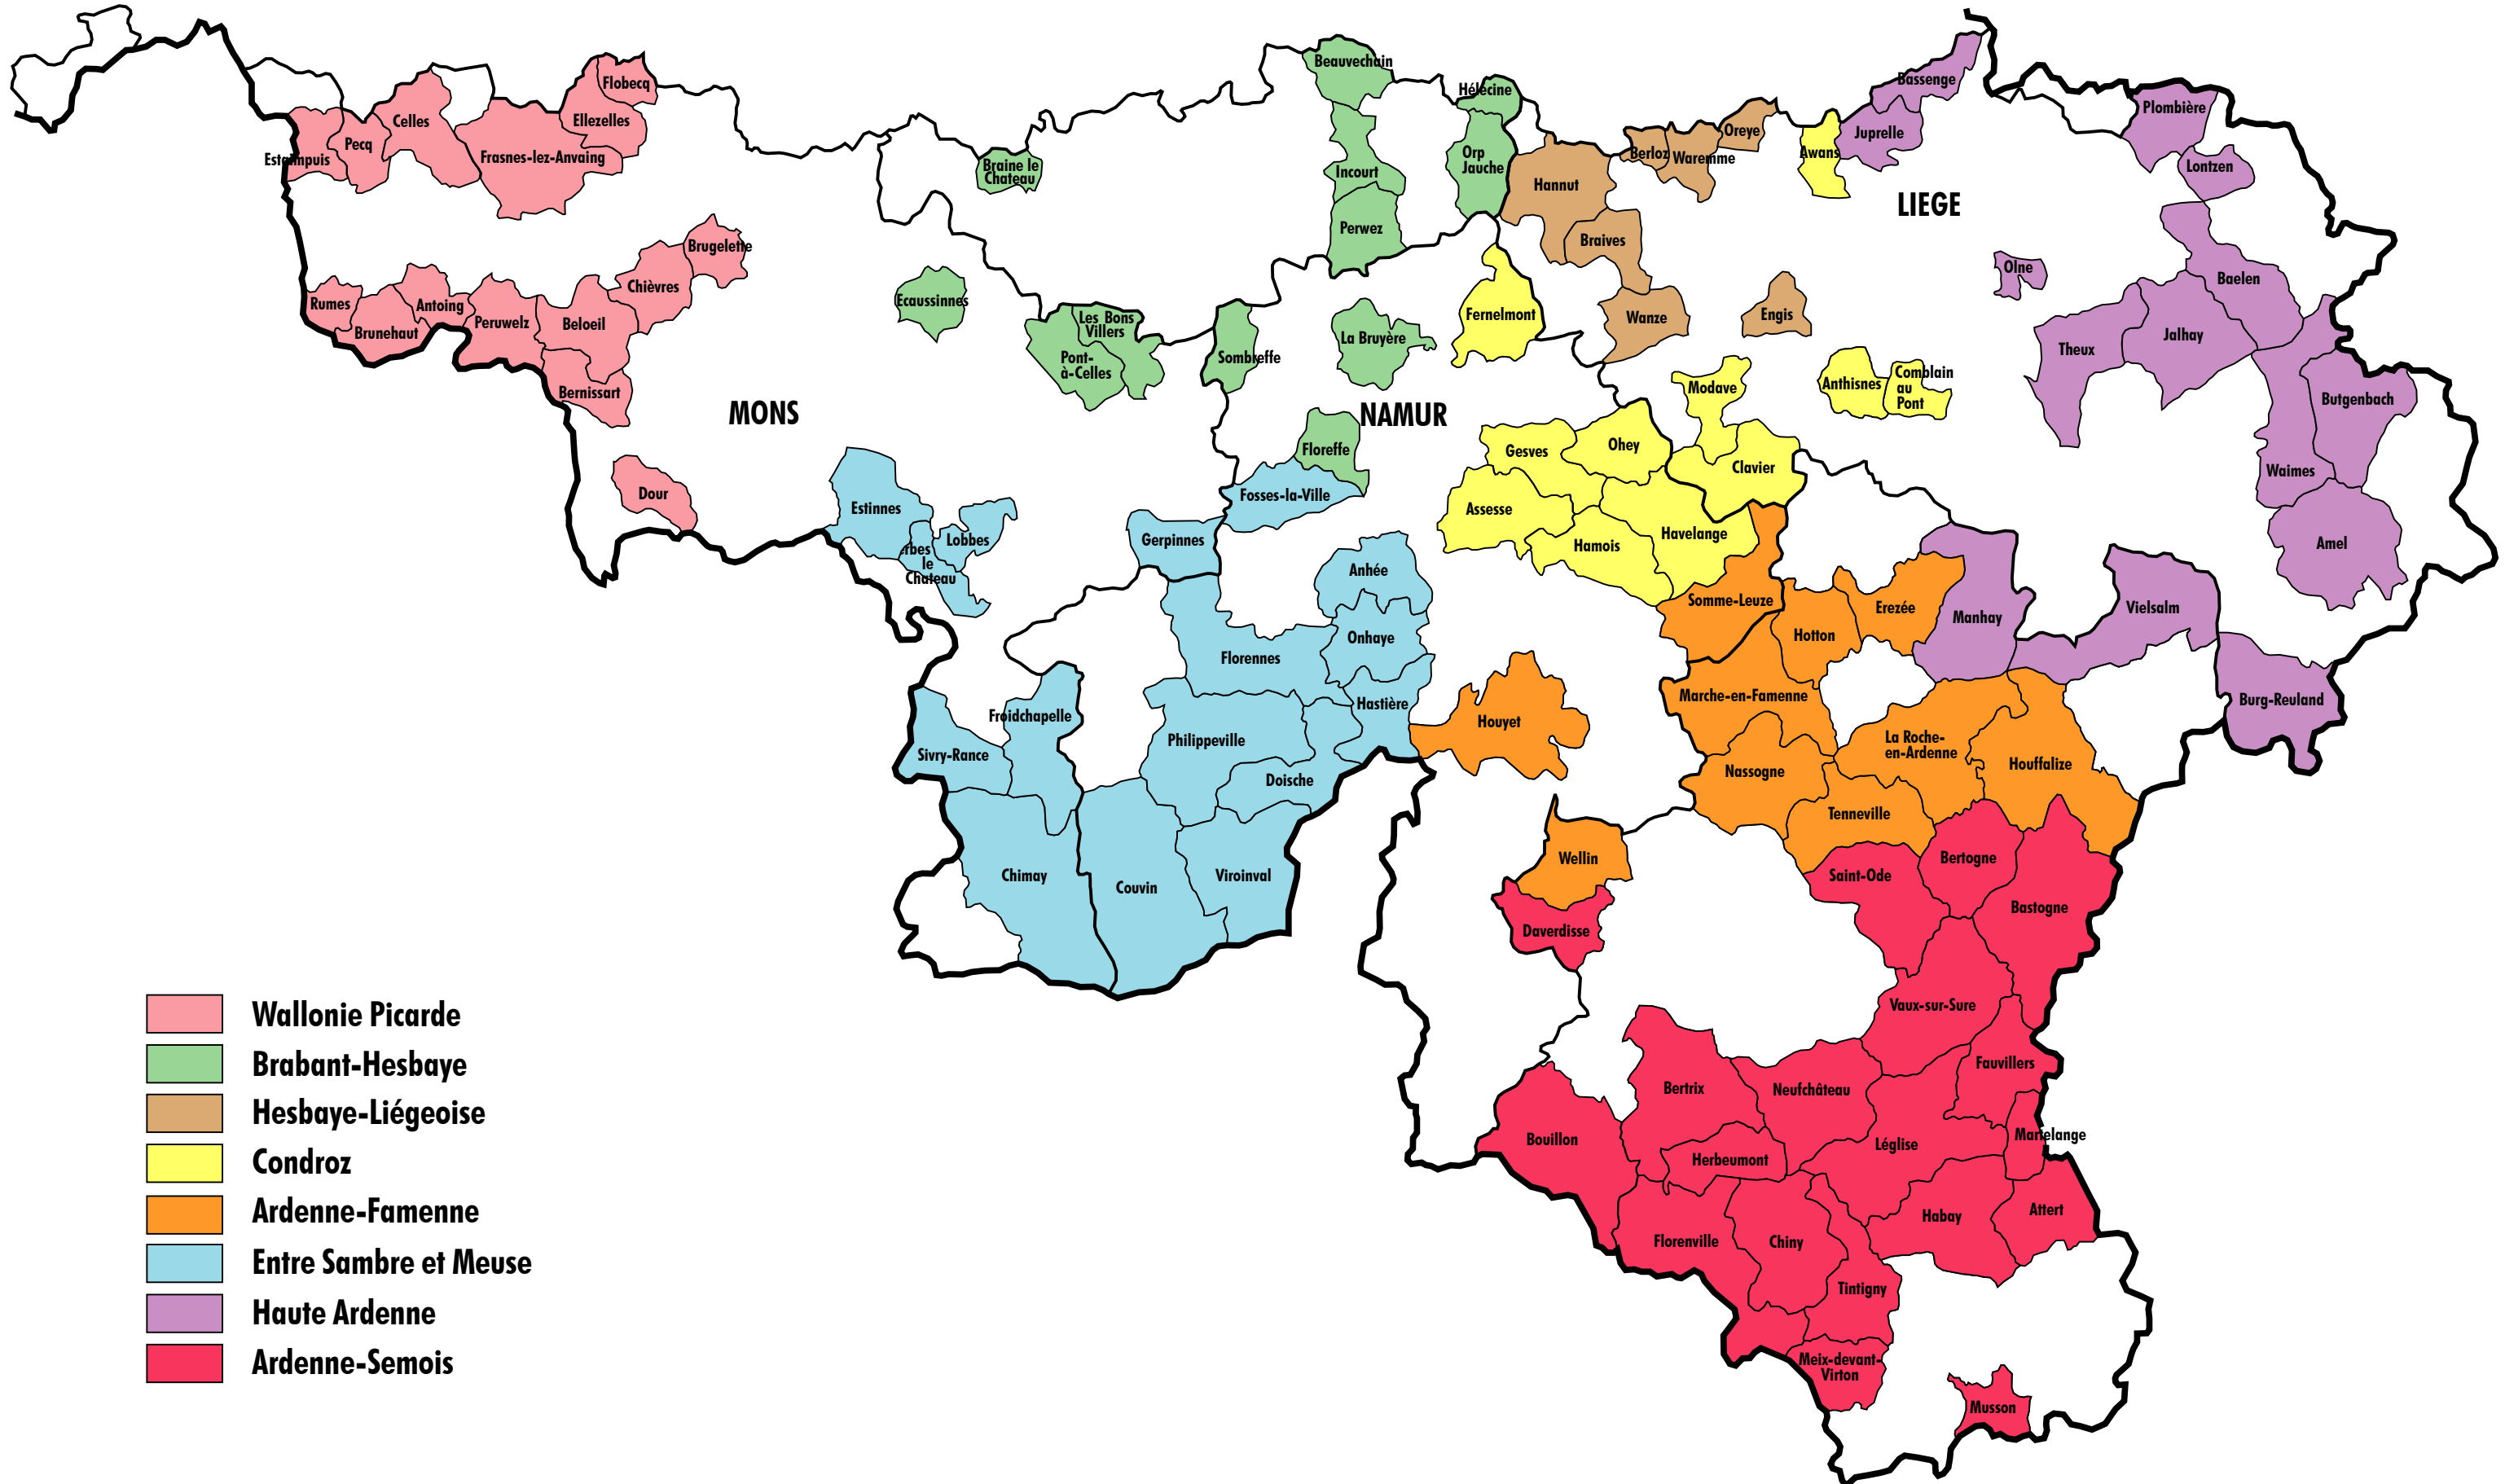 Beauvechain
Flobecq
Hélecine
Bassenge
Plombière
Celles
Ellezelles
Pecq
Estaimpuis
Frasnes-lez-Anvaing
Braine le
Chateau
Incourt
Orp
Jauche
Hannut
Berloz
Waremme
Oreye
Awans
Juprelle
Lontzen
LIEGE
Perwez
Braives
Brugelette
Chièvres
Olne
Baelen
Rumes
Antoing
Brunehaut
Peruwelz
Beloeil
Ecaussinnes
Les Bons
Villers
Pont-
à-Celles
Sombreffe
La Bruyère
Fernelmont
Wanze
Engis
Theux
Jalhay
Bernissart
Modave
Anthisnes
Comblain
au
Pont
Butgenbach
MONS
NAMUR
Floreffe
Gesves
Ohey
Clavier
Waimes
Dour
Estinnes
Fosses-la-Ville
Assesse
Lobbes
rbes
le
Chateau
Gerpinnes
Hamois
Havelange
Amel
Anhée
Somme-Leuze
Erezée
Manhay
Vielsalm
Onhaye
Hotton
Florennes
Marche-en-Famenne
Burg-Reuland
Froidchapelle
Hastière
Houyet
Sivry-Rance
Philippeville
La Roche-
en-Ardenne
Doische
Nassogne
Houffalize
Tenneville
Wellin
Bertogne
Chimay
Couvin
Viroinval
Saint-Ode
Bastogne
Daverdisse
Vaux-sur-Sure
Fauvillers
Bertrix
Neufchâteau
Bouillon
Herbeumont
Léglise
Martelange
Florenville
Chiny
Habay
Attert
Tintigny
Meix-devant-
Virton
Musson
Wallonie Picarde
Brabant-Hesbaye
Hesbaye-Liégeoise
Condroz
Ardenne-Famenne
Entre Sambre et Meuse
Haute Ardenne
Ardenne-Semois